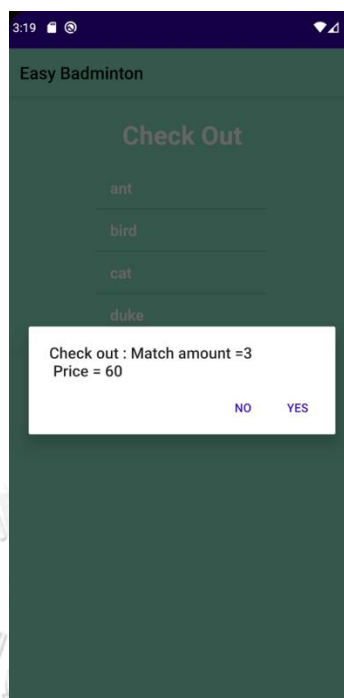 3:19
Easy Badminton
Check Out
ant
bird
cat
duke
Check out : Match amount =3
Price = 60
NO YES